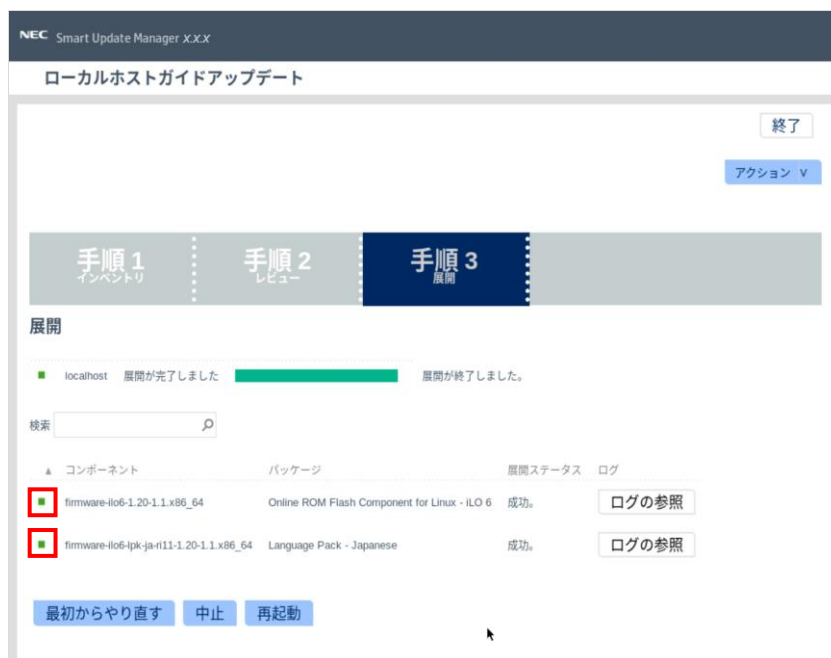 NEC Smart Update Manager X.X.X
ローカルホストガイドアップデート
終了
アクション ∨
手順 1
インベントリ
手順 2
レビュー
手順 3
展開
展開
localhost 展開が完了しました 展開が終了しました。
検索
▲ コンポーネント パッケージ 展開ステータス ログ
firmware-ilo6-1.20-1.1.x86_64 Online ROM Flash Component for Linux - iLO 6 成功。 ログの参照
firmware-ilo6-lpk-ja-ri11-1.20-1.1.x86_64 Language Pack - Japanese 成功。 ログの参照
最初からやり直す 中止 再起動